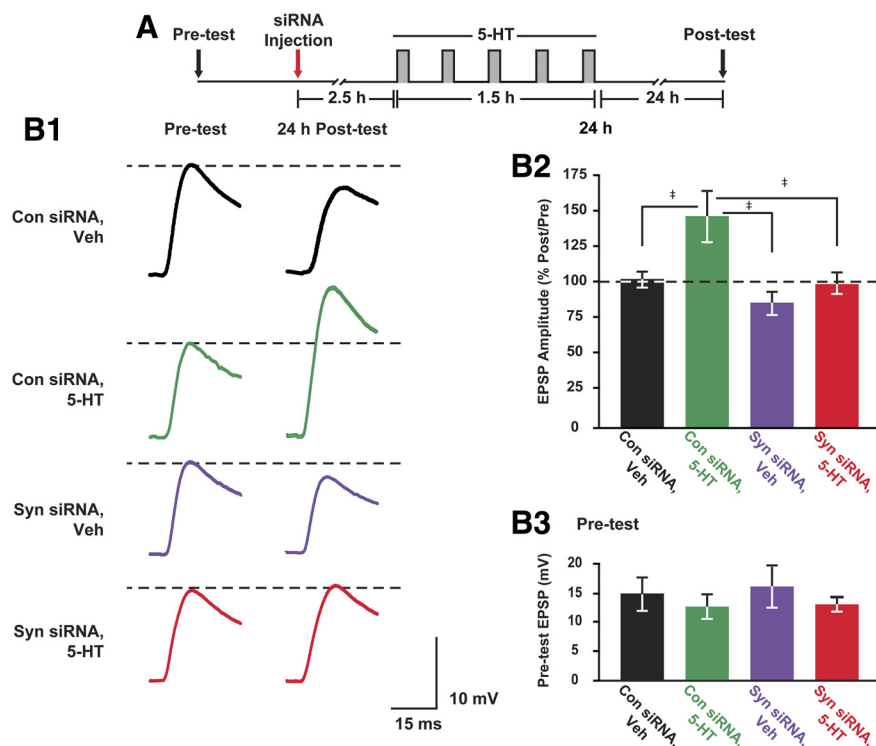 A
Pre-test
siRNA
Injection
5-HT
Post-test
2.5 h
1.5 h
24 h
B1
Pre-test
24 h Post-test
Con siRNA,
Veh
Con siRNA,
5-HT
Syn siRNA,
Veh
Syn siRNA,
5-HT
10 mV
15 ms
24 h
B2
EPSP Amplitude (% Post/Pre)
175
150
125
100
75
50
25
0
‡
‡
‡
Con siRNA,
Veh
Con siRNA,
5-HT
Syn siRNA,
Veh
Syn siRNA,
5-HT
B3
Pre-test
Pre-test EPSP (mV)
20
15
10
5
0
Con siRNA,
Veh
Con siRNA,
5-HT
Syn siRNA,
Veh
Syn siRNA,
5-HT